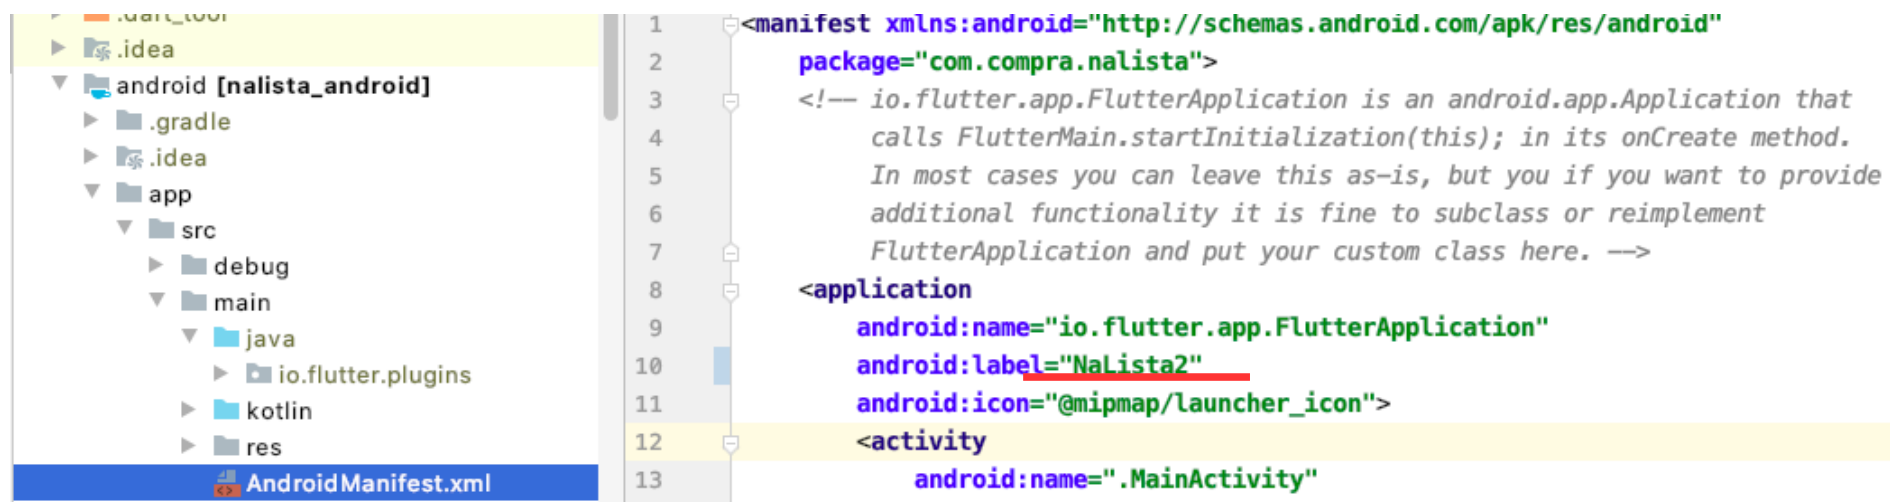 .dart_tool
.idea
android [nalista_android]
.gradle
.idea
app
src
debug
main
java
io.flutter.plugins
kotlin
res
AndroidManifest.xml
1 <manifest xmlns:android="http://schemas.android.com/apk/res/android"
2 package="com.compra.nalista">
3 <!-- io.flutter.app.FlutterApplication is an android.app.Application that
4 calls FlutterMain.startInitialization(this); in its onCreate method.
5 In most cases you can leave this as-is, but you if you want to provide
6 additional functionality it is fine to subclass or reimplement
7 FlutterApplication and put your custom class here. -->
8 <application
9 android:name="io.flutter.app.FlutterApplication"
10 android:label="NaLista2"
11 android:icon="@mipmap/launcher_icon">
12 <activity
13 android:name=".MainActivity"